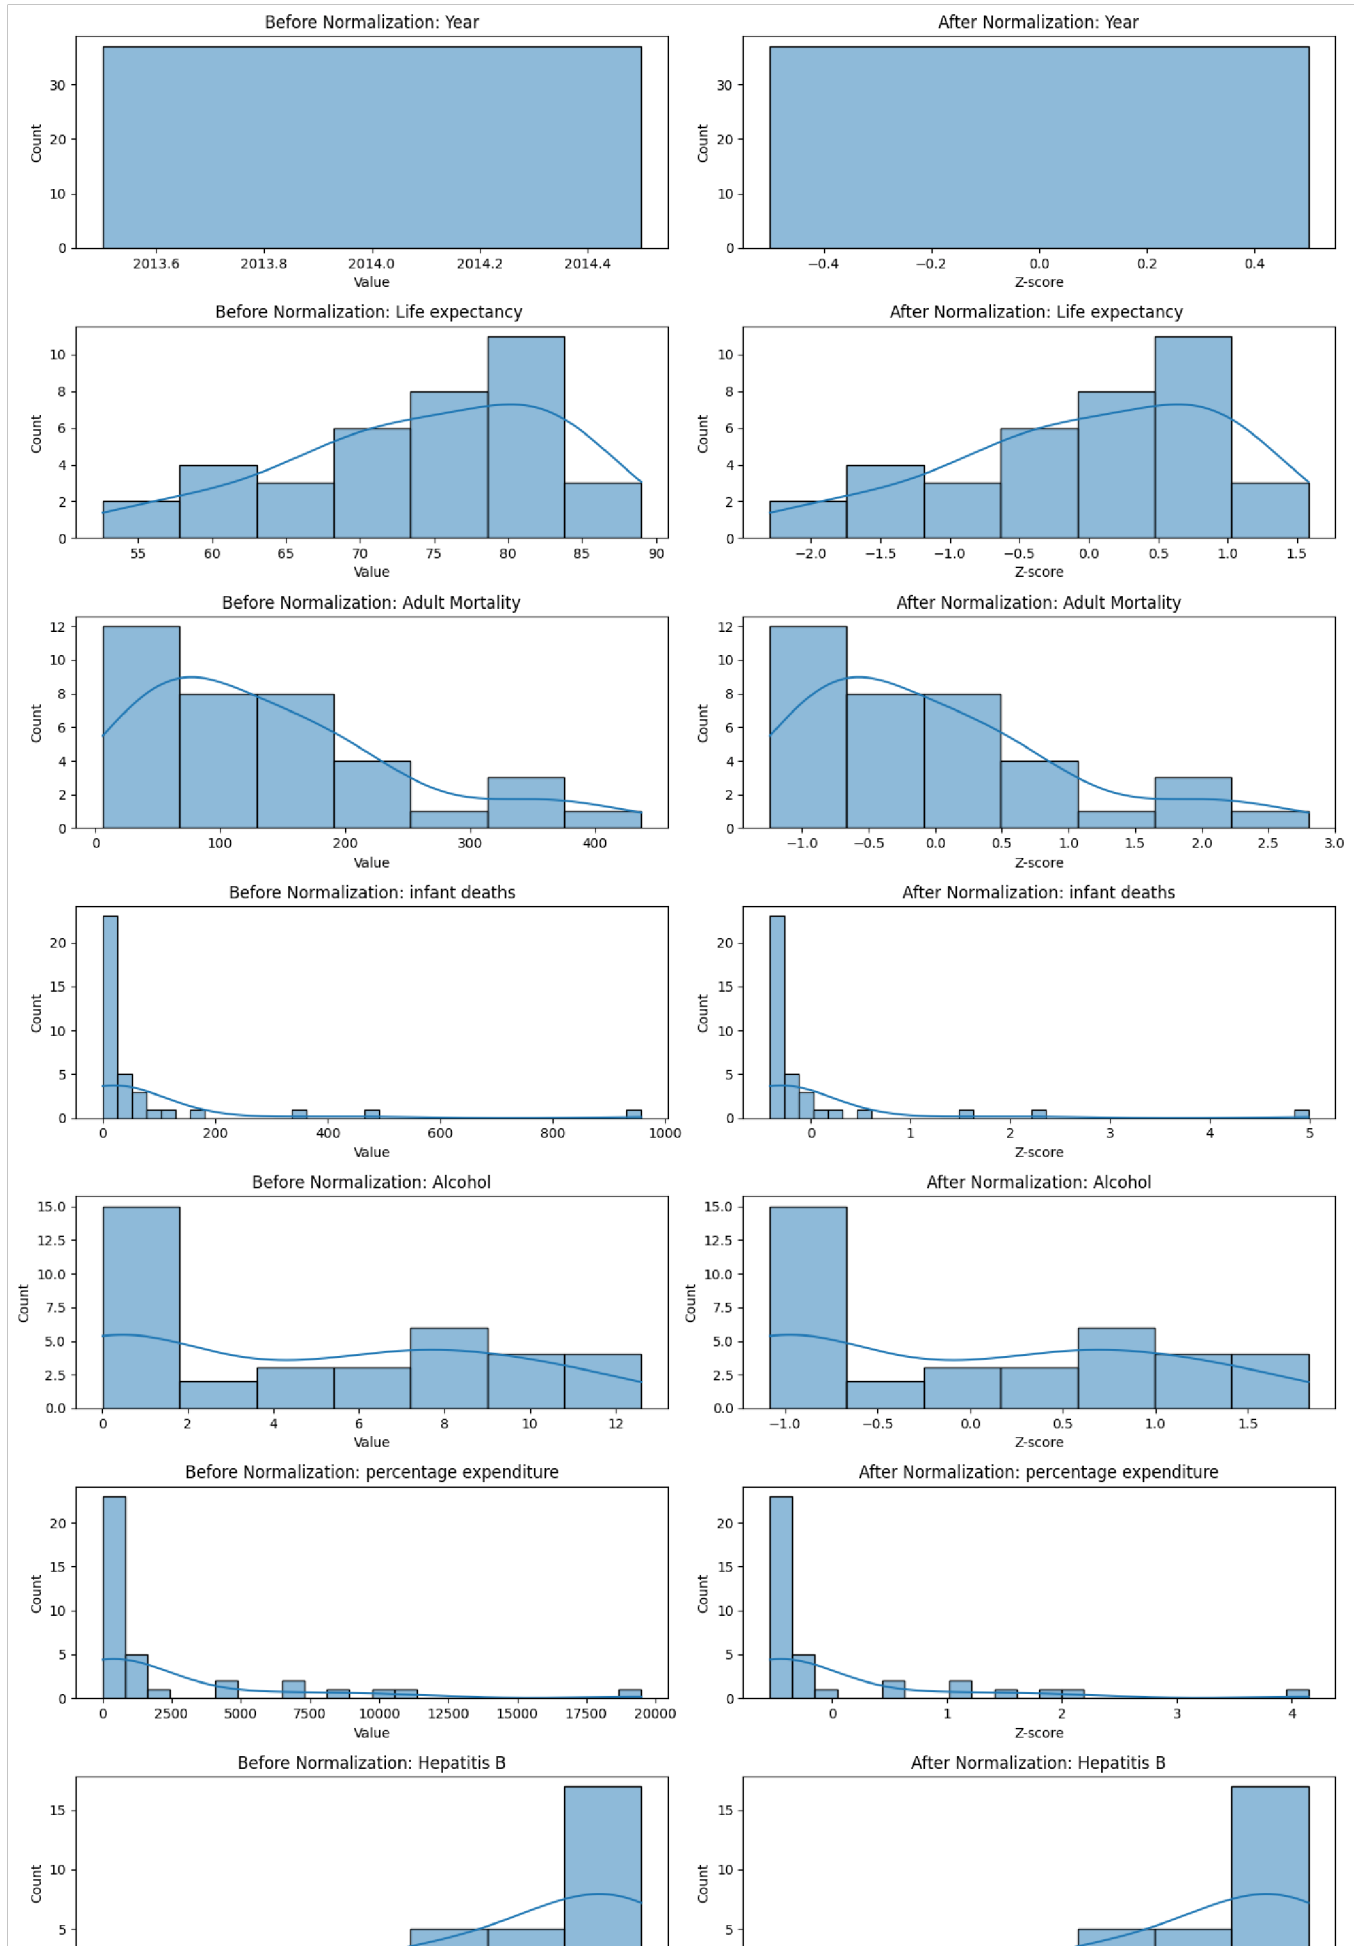 Before Normalization: Year
Count
30
20
10
0
2013.6 2013.8 2014.0 2014.2 2014.4
Value
After Normalization: Year
Count
30
20
10
0
−0.4 −0.2 0.0 0.2 0.4
Z-score
Before Normalization: Life expectancy
Count
10
8
6
4
2
0
55 60 65 70 75 80 85 90
Value
After Normalization: Life expectancy
Count
10
8
6
4
2
0
−2.0 −1.5 −1.0 −0.5 0.0 0.5 1.0 1.5
Z-score
Before Normalization: Adult Mortality
Count
12
10
8
6
4
2
0
0 100 200 300 400
Value
After Normalization: Adult Mortality
Count
12
10
8
6
4
2
0
−1.0 −0.5 0.0 0.5 1.0 1.5 2.0 2.5 3.0
Z-score
Before Normalization: infant deaths
Count
20
15
10
5
0
0 200 400 600 800 1000
Value
After Normalization: infant deaths
Count
20
15
10
5
0
0 1 2 3 4 5
Z-score
Before Normalization: Alcohol
Count
15.0
12.5
10.0
7.5
5.0
2.5
0.0
0 2 4 6 8 10 12
Value
After Normalization: Alcohol
Count
15.0
12.5
10.0
7.5
5.0
2.5
0.0
−1.0 −0.5 0.0 0.5 1.0 1.5
Z-score
Before Normalization: percentage expenditure
Count
20
15
10
5
0
0 2500 5000 7500 10000 12500 15000 17500 20000
Value
After Normalization: percentage expenditure
Count
20
15
10
5
0
0 1 2 3 4
Z-score
Before Normalization: Hepatitis B
Count
15
10
5
After Normalization: Hepatitis B
Count
15
10
5